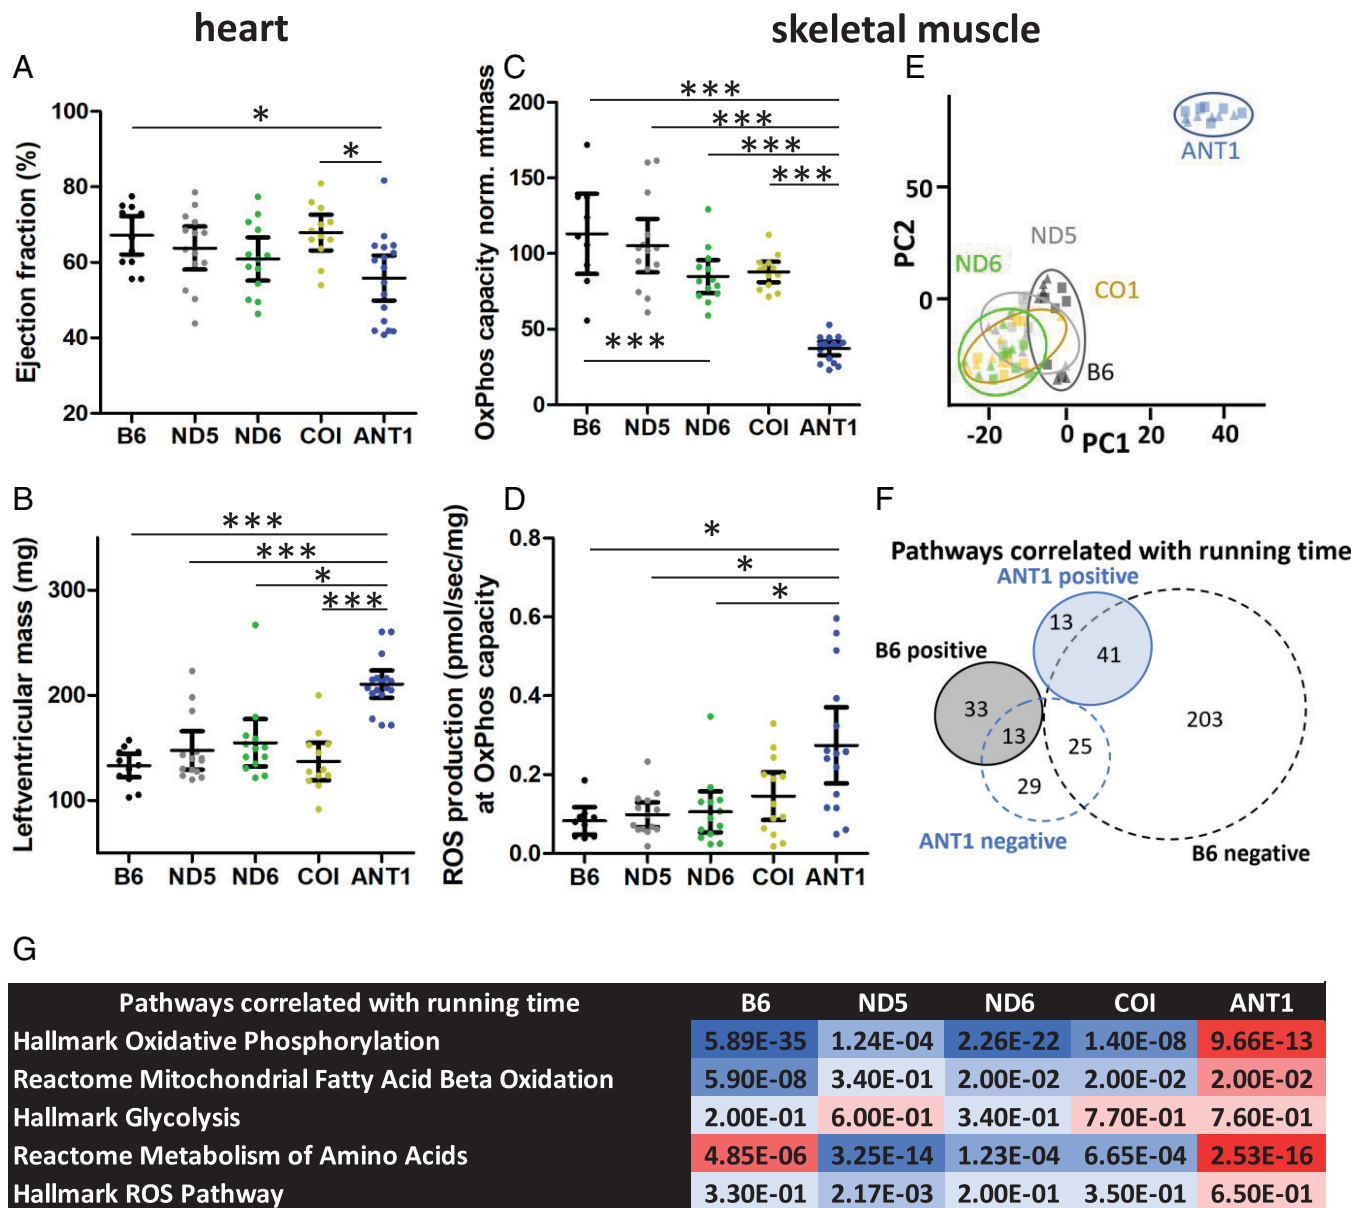 heart
skeletal muscle
A
Ejection fraction (%)
100
80
60
40
20
*
*
B6 ND5 ND6 COI ANT1
C
OxPhos capacity norm. mtmass
200
150
100
50
0
***
***
***
***
***
B6 ND5 ND6 COI ANT1
E
PC2
50
0
ANT1
ND5
ND6
CO1
B6
-20 0 20 40
PC1
B
Leftventricular mass (mg)
300
200
100
***
***
*
***
B6 ND5 ND6 COI ANT1
D
ROS production (pmol/sec/mg)
at OxPhos capacity
0.8
0.6
0.4
0.2
0.0
*
*
*
B6 ND5 ND6 COI ANT1
F
Pathways correlated with running time
ANT1 positive
13
41
B6 positive
33
13
25
203
29
ANT1 negative
B6 negative
G
Pathways correlated with running time B6 ND5 ND6 COI ANT1
Hallmark Oxidative Phosphorylation 5.89E-35 1.24E-04 2.26E-22 1.40E-08 9.66E-13
Reactome Mitochondrial Fatty Acid Beta Oxidation 5.90E-08 3.40E-01 2.00E-02 2.00E-02 2.00E-02
Hallmark Glycolysis 2.00E-01 6.00E-01 3.40E-01 7.70E-01 7.60E-01
Reactome Metabolism of Amino Acids 4.85E-06 3.25E-14 1.23E-04 6.65E-04 2.53E-16
Hallmark ROS Pathway 3.30E-01 2.17E-03 2.00E-01 3.50E-01 6.50E-01